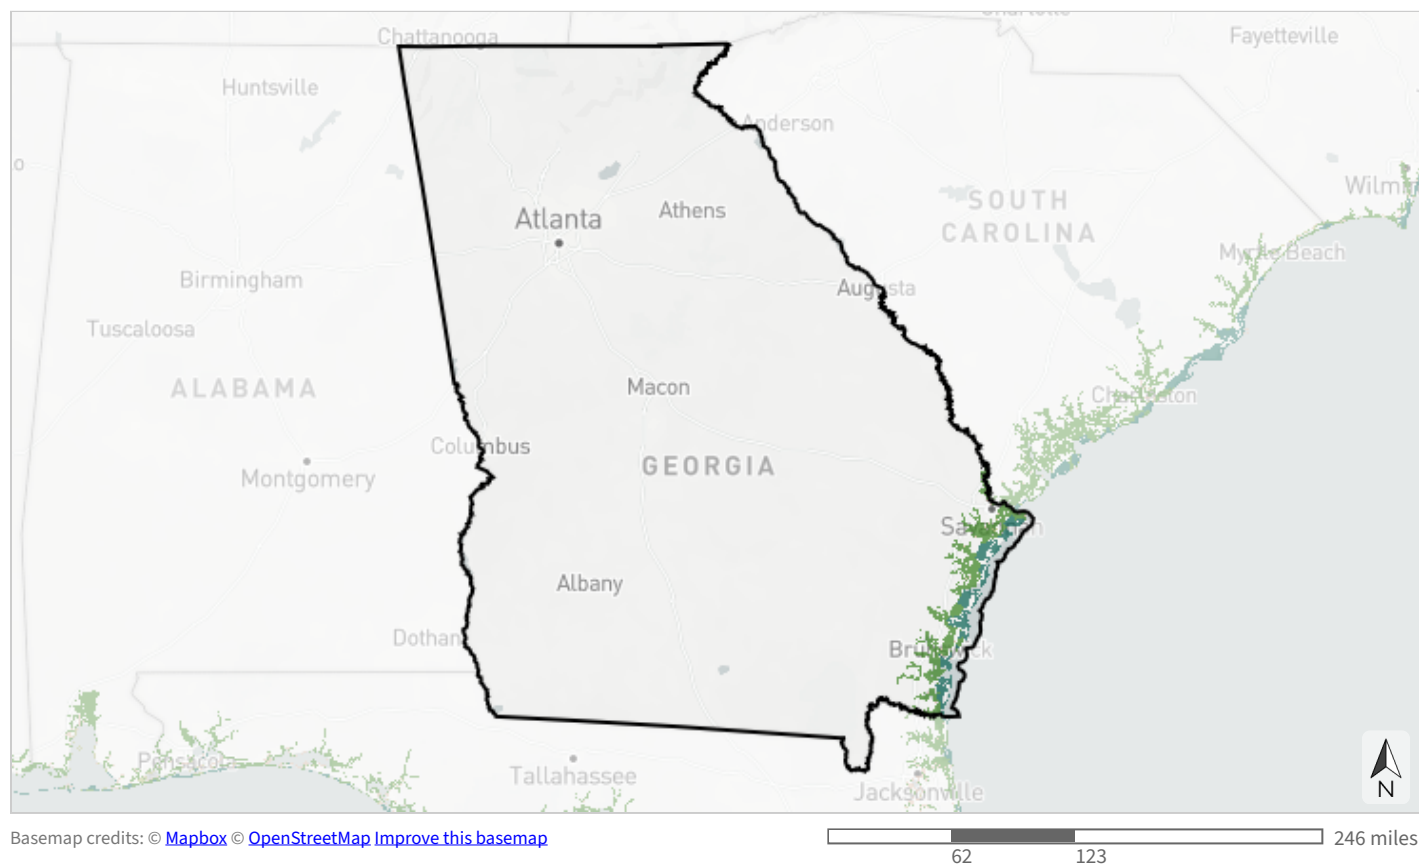 Chattanooga
Fayetteville
Huntsville
Anderson
o
SOUTH
CAROLINA
Atlanta
Athens
Myrtle Beach
Birmingham
Augusta
Tuscaloosa
ALABAMA
Macon
Charleston
Columbus
GEORGIA
Montgomery
Savannah
Albany
Dothan
Brunswick
Pensacola
Tallahassee
Jacksonville
N
Basemap credits: © Mapbox © OpenStreetMap Improve this basemap
246 miles
62 123